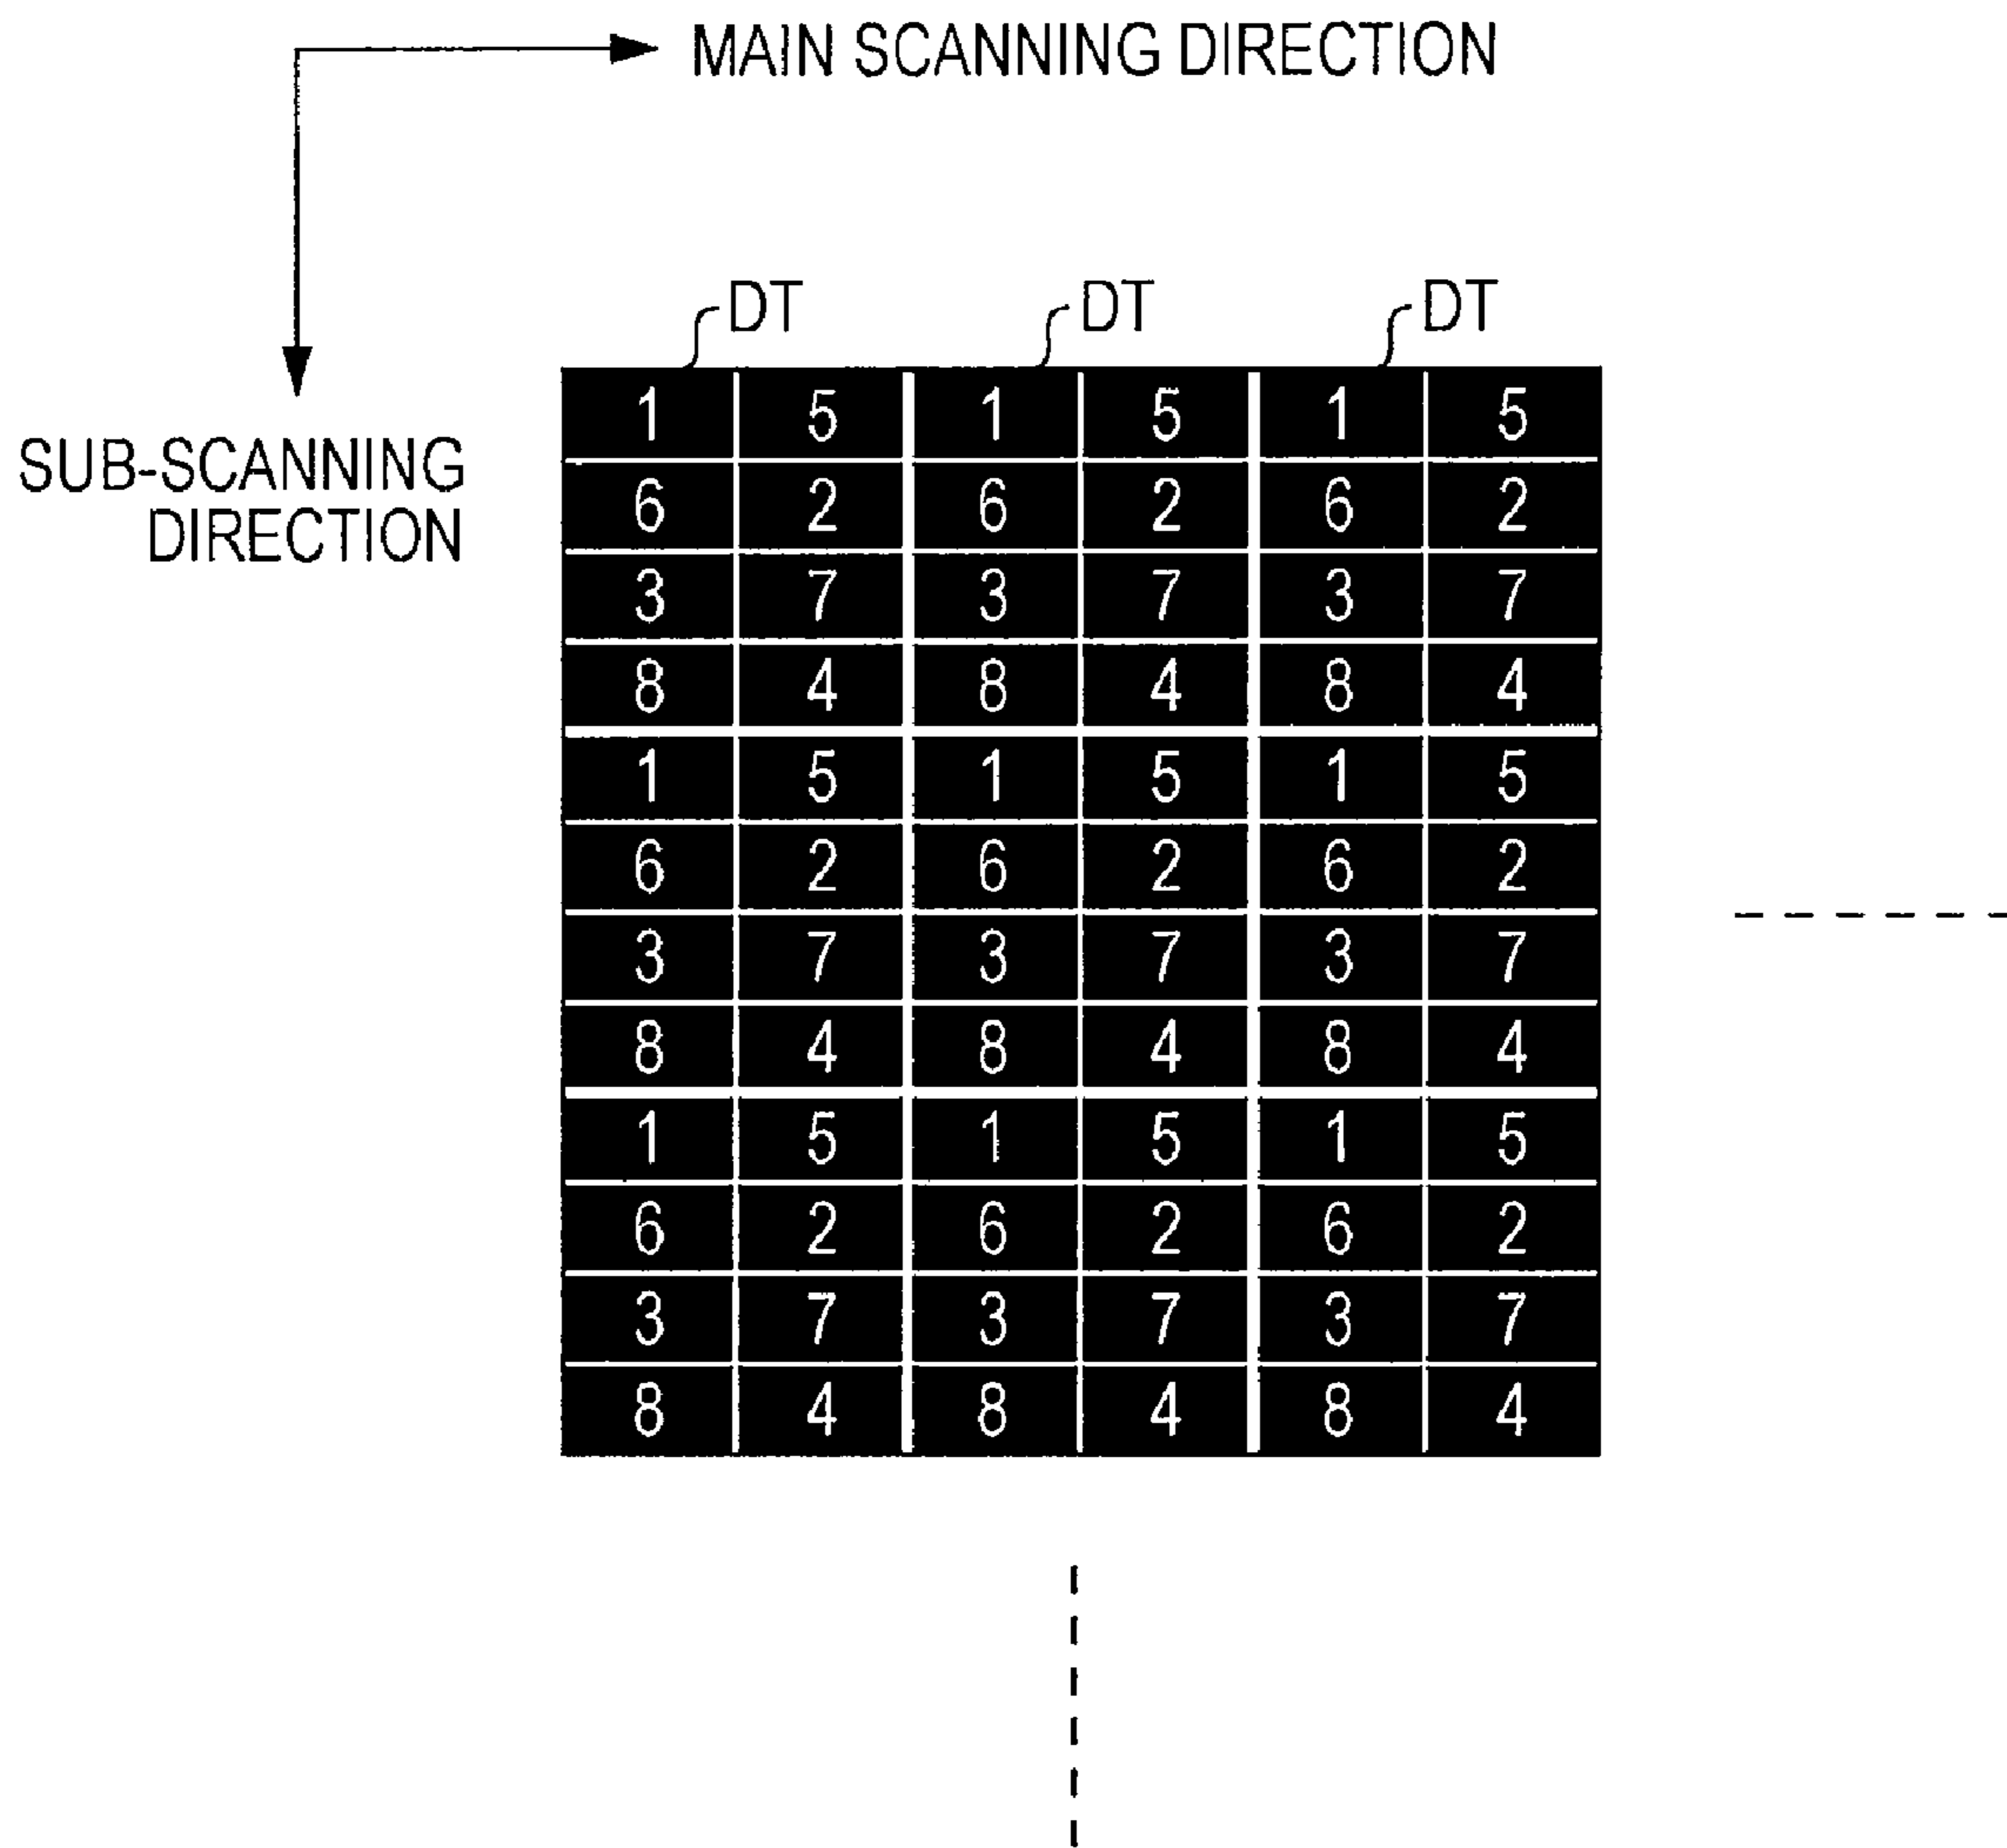 MAIN SCANNING DIRECTION
SUB-SCANNING
DIRECTION
DT DT DT
1 5 1 5 1 5
6 2 6 2 6 2
3 7 3 7 3 7
8 4 8 4 8 4
1 5 1 5 1 5
6 2 6 2 6 2
3 7 3 7 3 7
8 4 8 4 8 4
1 5 1 5 1 5
6 2 6 2 6 2
3 7 3 7 3 7
8 4 8 4 8 4